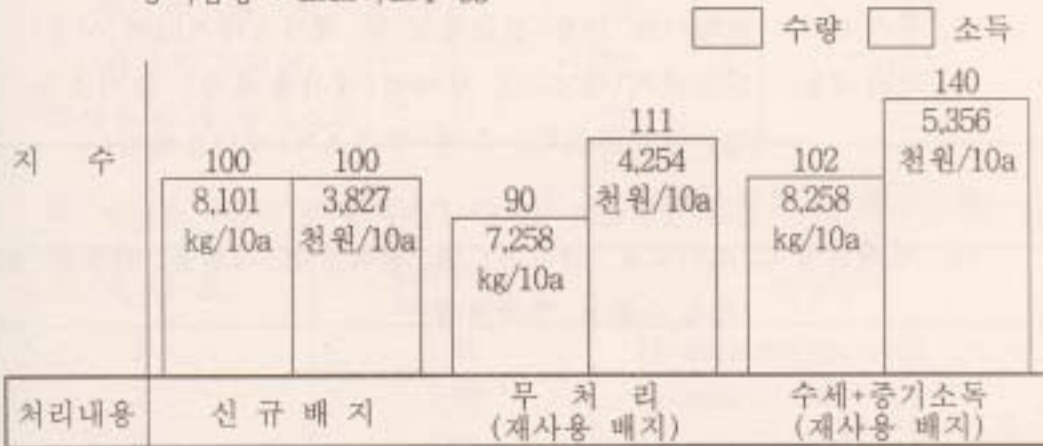 수량 소득
지 수
100 100 90 111 102 140
8,101 3,827 7,258 4,254 8,258 5,356
kg/10a 천원/10a kg/10a 천원/10a kg/10a 천원/10a
처리내용 신 규 배 지 무 처 리 수세+증기소독
(재사용 배지) (재사용 배지)